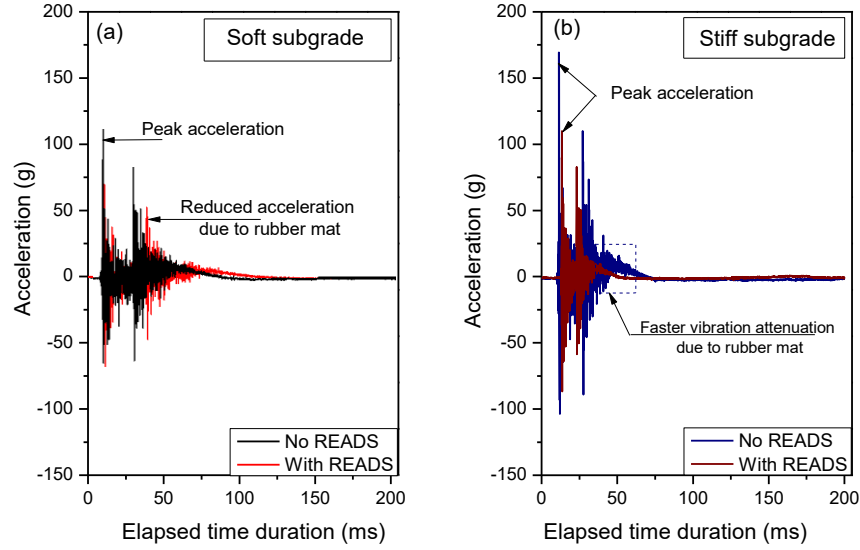 (a)
Soft subgrade
200
150
100
50
0
-50
-100
-150
Acceleration (g)
Peak acceleration
Reduced acceleration
due to rubber mat
No READS
With READS
0 50 100 150 200
Elapsed time duration (ms)
(b)
Stiff subgrade
200
150
100
50
0
-50
-100
-150
Acceleration (g)
Peak acceleration
Faster vibration attenuation
due to rubber mat
No READS
With READS
0 50 100 150 200
Elapsed time duration (ms)